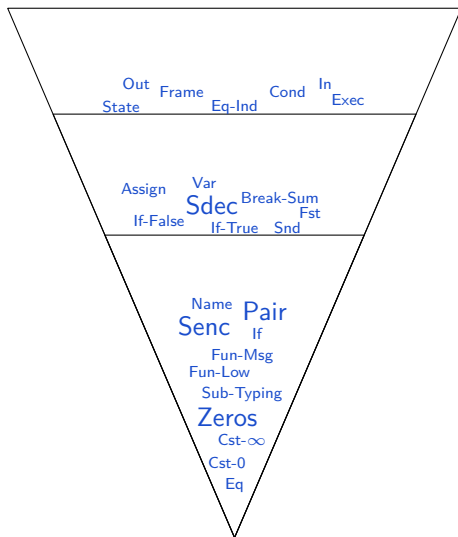 Out
Frame
Cond
In
State
Eq-Ind
Exec
Assign
Var
Sdec
Break-Sum
Fst
If-False
If-True
Snd
Name
Pair
Senc
If
Fun-Msg
Fun-Low
Sub-Typing
Zeros
Cst-∞
Cst-0
Eq